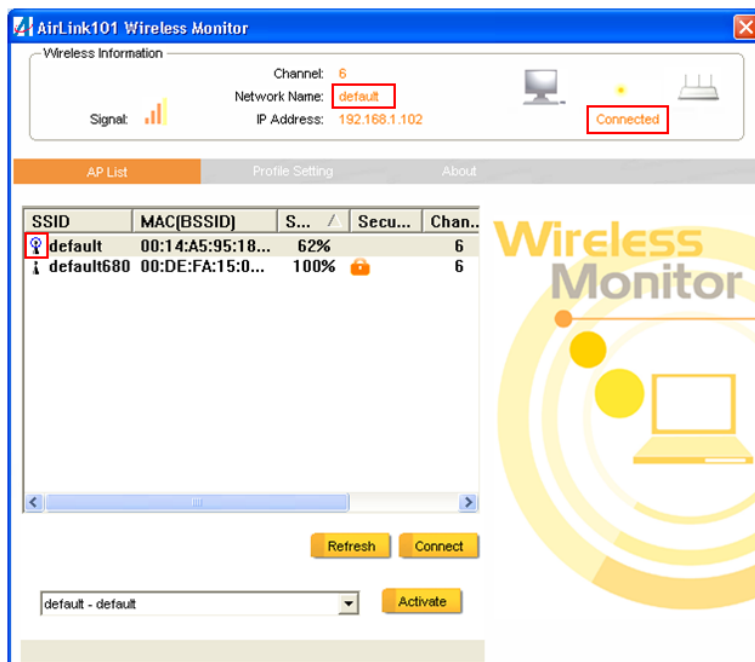 AirLink101 Wireless Monitor
Wireless Information
Channel: 6
Network Name: default
Signal: IP Address: 192.168.1.102
Connected
AP List Profile Setting About
SSID MAC(BSSID) S... Secu... Chan..
default 00:14:A5:95:18... 62% 6
default680 00:DE:FA:15:0... 100% 6
Wireless
Monitor
Refresh Connect
default - default Activate